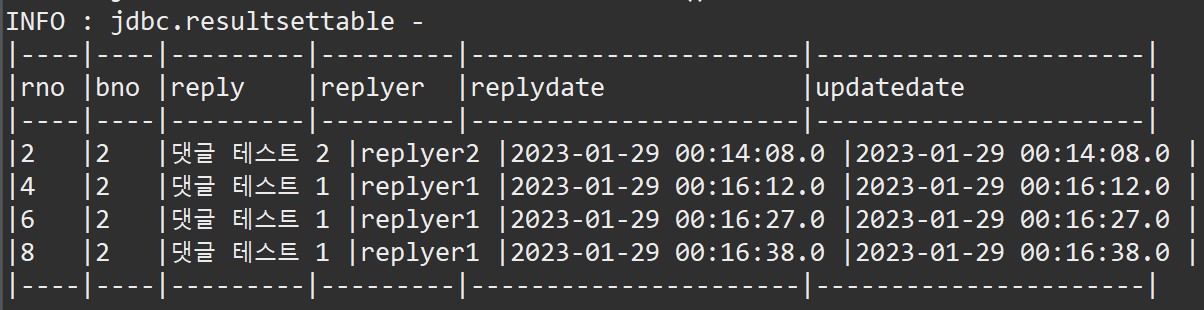 INFO : jdbc.resultsettable -
|----|----|---------|---------|----------------------|----------------------|
|rno |bno |reply    |replyer  |replydate             |updatedate            |
|----|----|---------|---------|----------------------|----------------------|
|2   |2   |댓글 테스트 2 |replyer2 |2023-01-29 00:14:08.0 |2023-01-29 00:14:08.0 |
|4   |2   |댓글 테스트 1 |replyer1 |2023-01-29 00:16:12.0 |2023-01-29 00:16:12.0 |
|6   |2   |댓글 테스트 1 |replyer1 |2023-01-29 00:16:27.0 |2023-01-29 00:16:27.0 |
|8   |2   |댓글 테스트 1 |replyer1 |2023-01-29 00:16:38.0 |2023-01-29 00:16:38.0 |
|----|----|---------|---------|----------------------|----------------------|